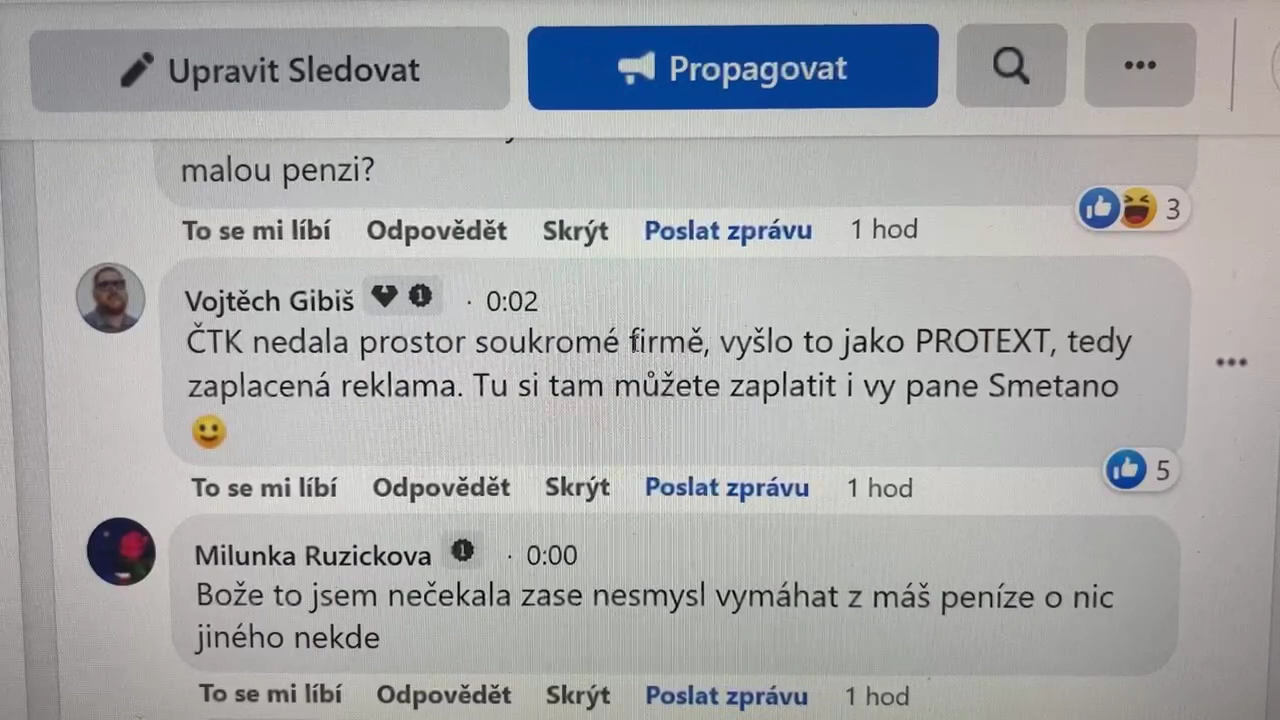 Upravit Sledovat
Propagovat
malou penzi?
To se mi líbí Odpovědět Skrýt Poslat zprávu 1 hod
3
Vojtěch Gibiš · 0:02
ČTK nedala prostor soukromé firmě, vyšlo to jako PROTEXT, tedy
zaplacená reklama. Tu si tam můžete zaplatit i vy pane Smetano
5
To se mi líbí Odpovědět Skrýt Poslat zprávu 1 hod
Milunka Ruzickova 1 · 0:00
Bože to jsem nečekala zase nesmysl vymáhat z máš peníze o nic
jiného nekde
To se mi líbí Odpovědět Skrýt Poslat zprávu 1 hod